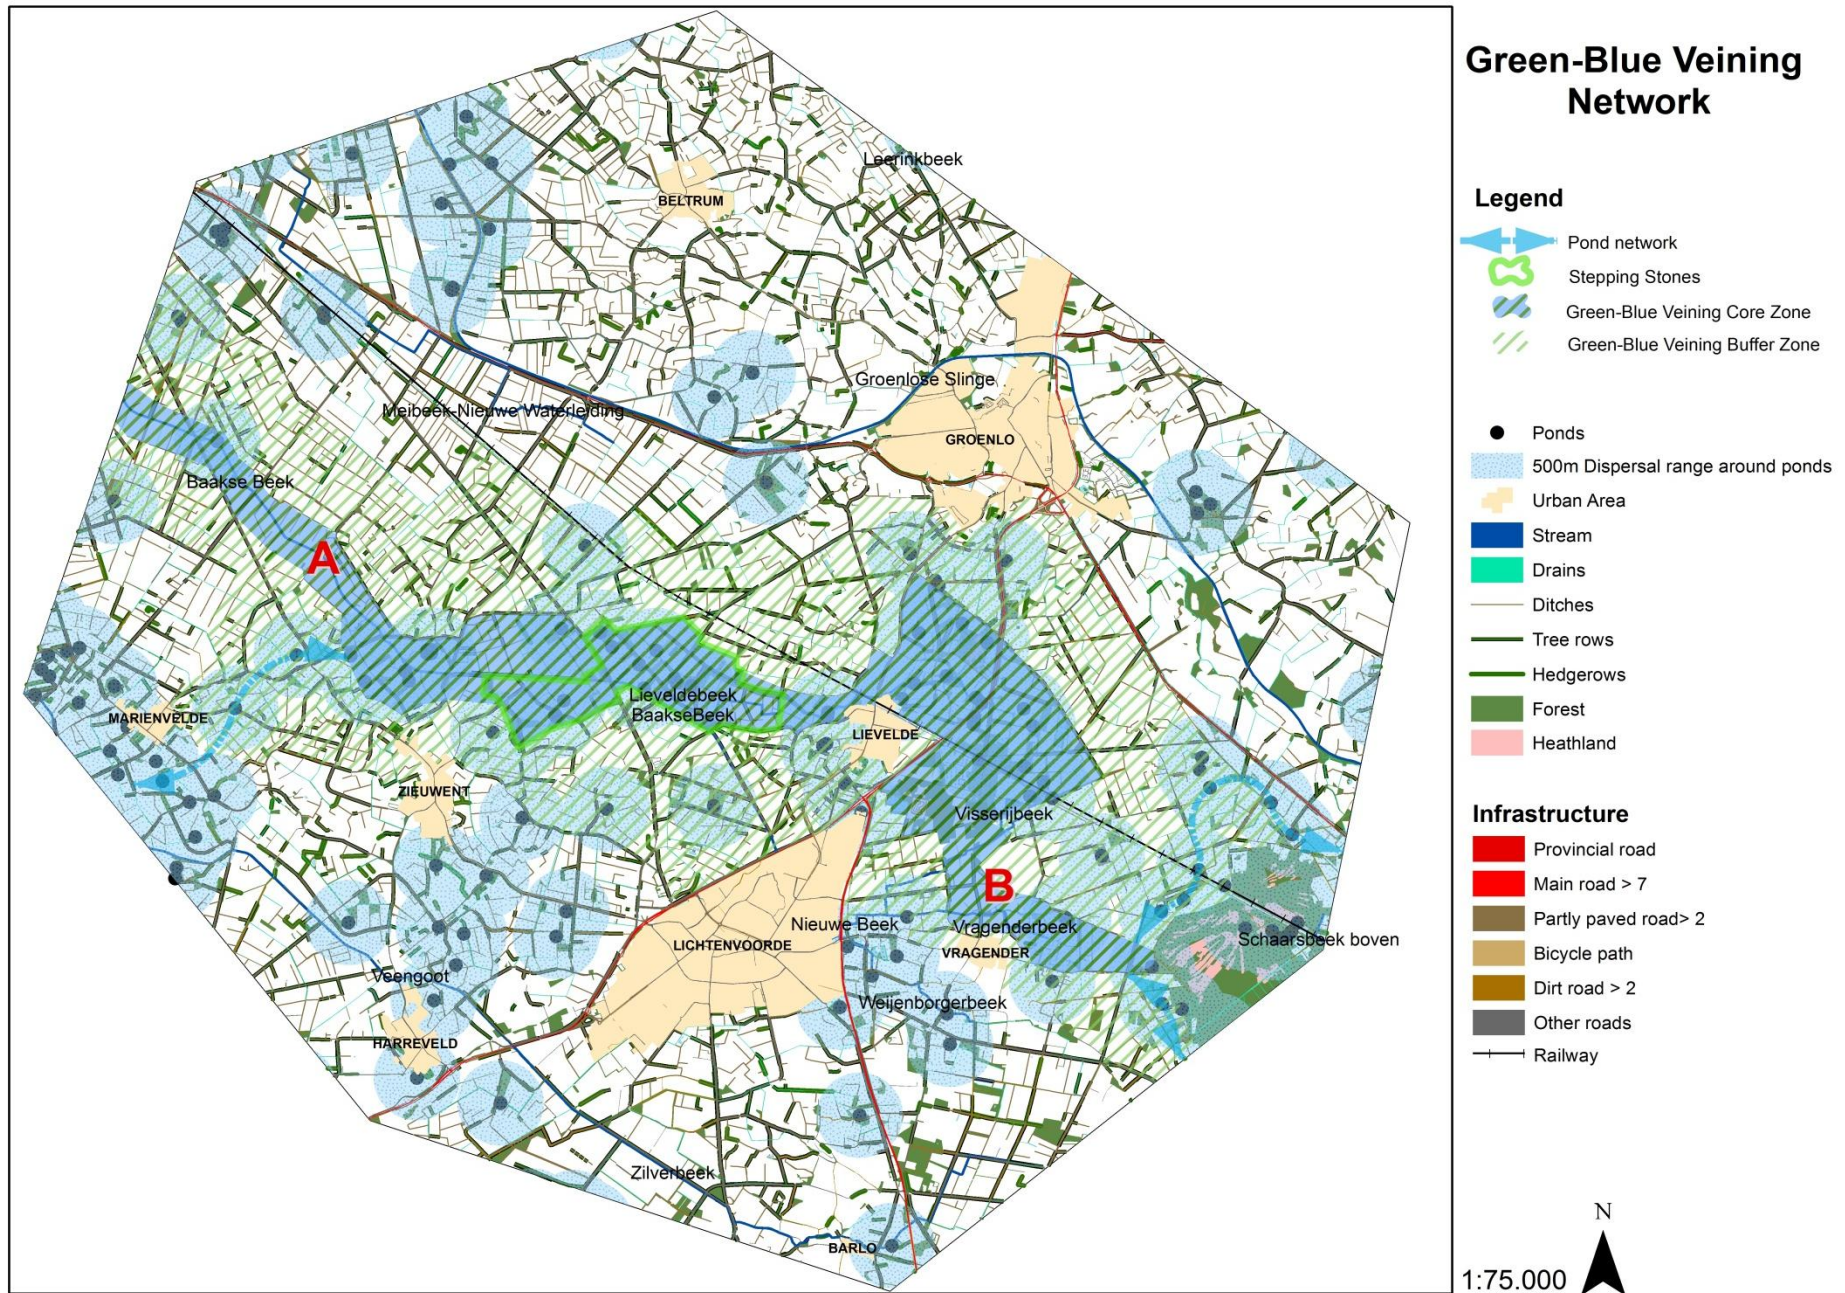 Green-Blue Veining
Network
Legend
Pond network
Stepping Stones
Green-Blue Veining Core Zone
Green-Blue Veining Buffer Zone
Ponds
500m Dispersal range around ponds
Urban Area
Stream
Drains
Ditches
Tree rows
Hedgerows
Forest
Heathland
Infrastructure
Provincial road
Main road > 7
Partly paved road> 2
Bicycle path
Dirt road > 2
Other roads
Railway
N
1:75.000
Leerinkbeek
BELTRUM
Groenlose Slinge
Meibeek-Nieuwe Waterleiding
GROENLO
Baakse Beek
A
Lieveldebeek
BaakseBeek
MARIENVELDE
LIEVELDE
ZIEUWENT
Visserijbeek
B
Nieuwe Beek
Vragenderbeek
LICHTENVOORDE
VRAGENDER
Schaarsbeek boven
Veengoot
Weijenborgerbeek
HARREVELD
Zilverbeek
BARLO